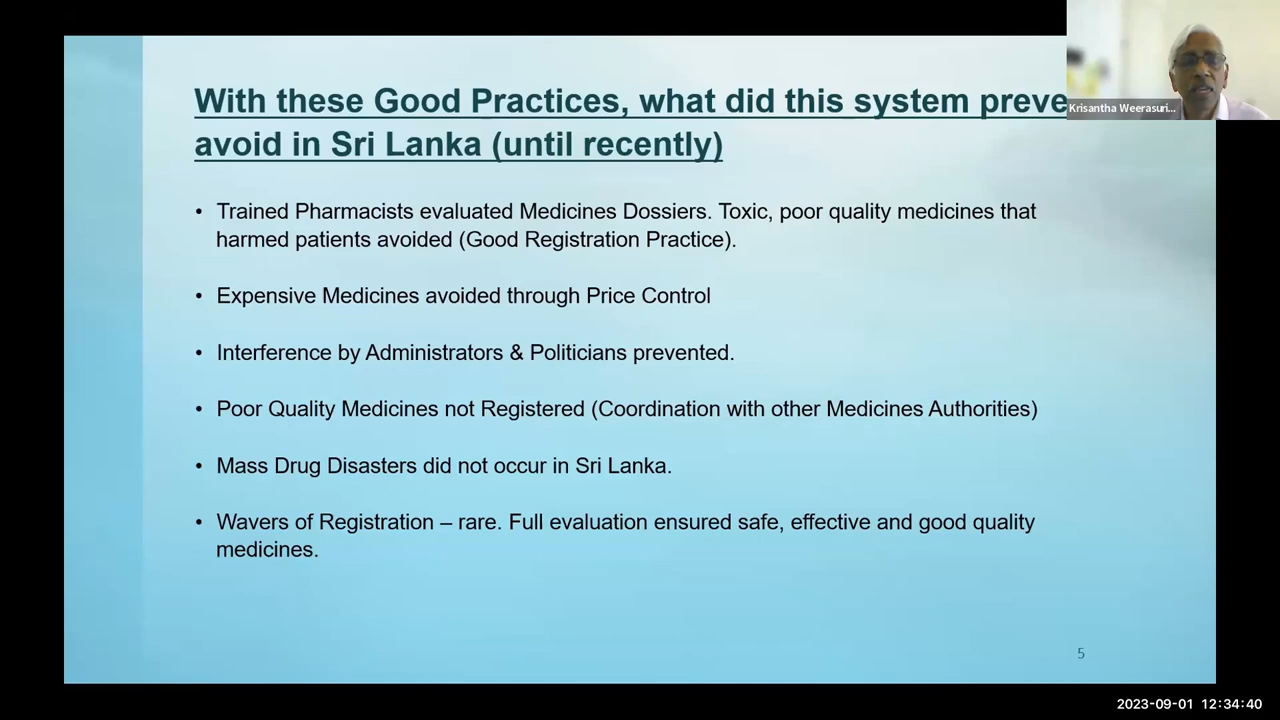 With these Good Practices, what did this system
avoid in Sri Lanka (until recently)
Krisantha Weerasuri...
• Trained Pharmacists evaluated Medicines Dossiers. Toxic, poor quality medicines that
harmed patients avoided (Good Registration Practice).
• Expensive Medicines avoided through Price Control
• Interference by Administrators & Politicians prevented.
• Poor Quality Medicines not Registered (Coordination with other Medicines Authorities)
• Mass Drug Disasters did not occur in Sri Lanka.
• Wavers of Registration – rare. Full evaluation ensured safe, effective and good quality
medicines.
5
2023-09-01 12:34:40